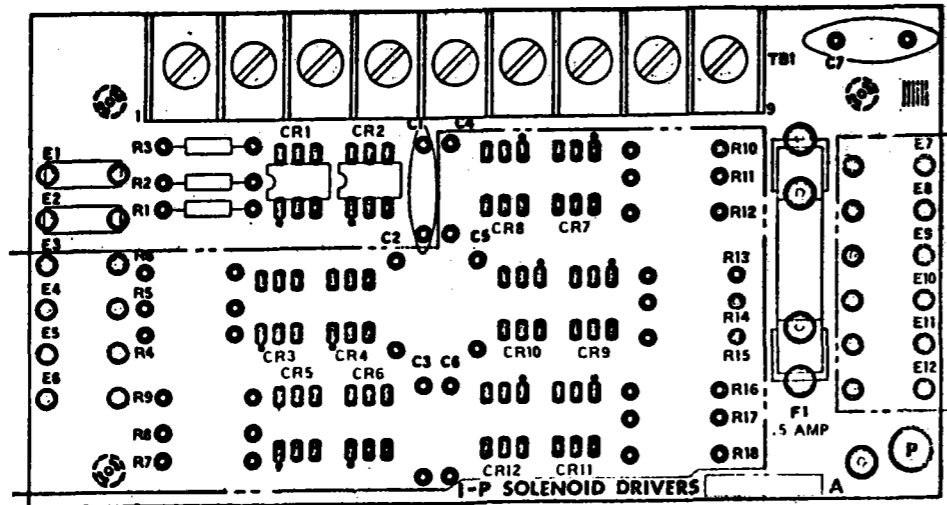 TB1
C7
1
9
CR1 CR2 C1 C4
E1 R3 R10 E7
R2 R11 E8
E2 R1 R12 E9
CR8 CR7
E3 C2 C5
R6 R13
E4 R5 E10
R14 E11
E5 R4 CR3 CR4 CR10 CR9 R15
C3 C6
E6 CR5 CR6 E12
R9 R16
F1
R8 R17 .5 AMP
R7 CR12 CR11 R18 P
I-P SOLENOID DRIVERS A